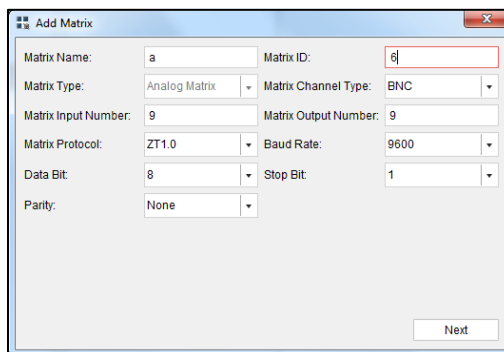 Add Matrix
Matrix Name: a Matrix ID: 6
Matrix Type: Analog Matrix Matrix Channel Type: BNC
Matrix Input Number: 9 Matrix Output Number: 9
Matrix Protocol: ZT1.0 Baud Rate: 9600
Data Bit: 8 Stop Bit: 1
Parity: None
Next